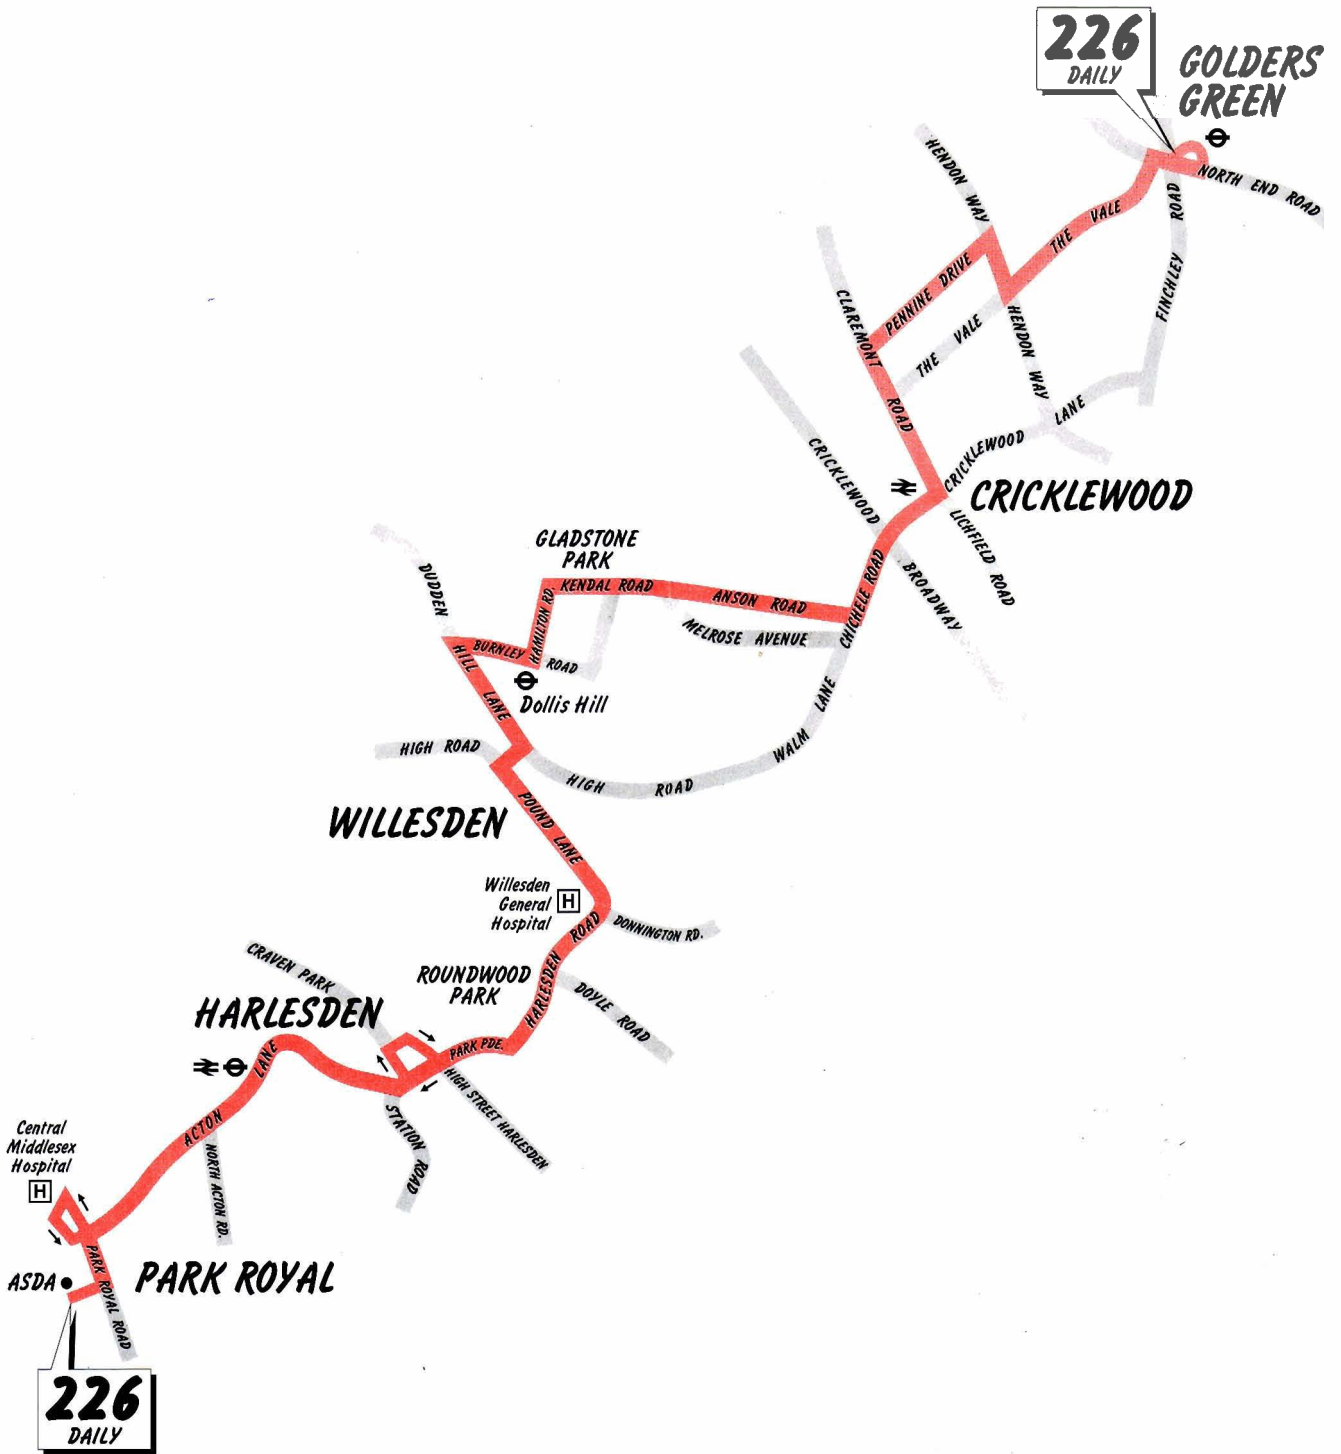 226
DAILY
GOLDERS
GREEN
NORTH END ROAD
HENDON WAY
THE VALE
FINCHLEY ROAD
PENNINE DRIVE
CLAREMONT ROAD
THE VALE
HENDON WAY
CRICKLEWOOD LANE
CRICKLEWOOD BROADWAY
CRICKLEWOOD
LICHFIELD ROAD
GLADSTONE
PARK
KENDAL ROAD
ANSON ROAD
CHICHELE ROAD
MELROSE AVENUE
DUDDEN HILL LANE
BURNLEY ROAD
HAMILTON RD.
Dollis Hill
WALM LANE
HIGH ROAD
HIGH ROAD
WILLESDEN
POUND LANE
Willesden
General
Hospital
H
DONNINGTON RD.
HARLESDEN ROAD
ROUNDWOOD
PARK
DOYLE ROAD
CRAVEN PARK
HARLESDEN
PARK PDE.
HIGH STREET HARLESDEN
STATION ROAD
ACTON LANE
NORTH ACTON RD.
Central
Middlesex
Hospital
H
PARK ROYAL ROAD
ASDA
PARK ROYAL
226
DAILY